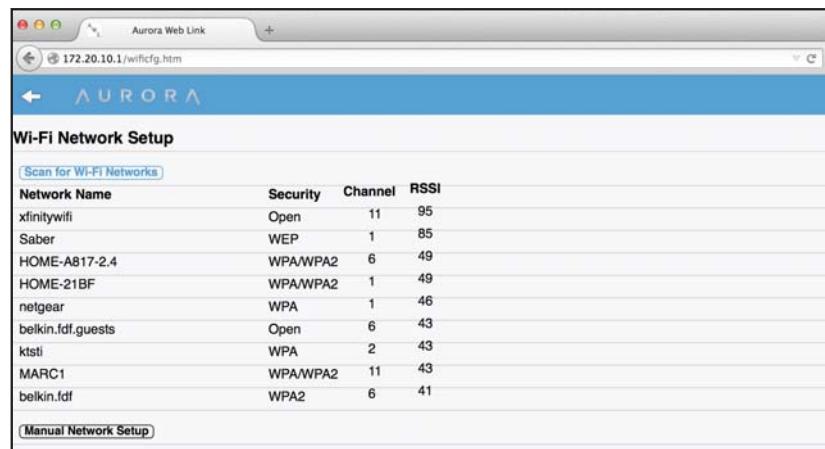 Aurora Web Link
172.20.10.1/wificfg.htm
AURORA
Wi-Fi Network Setup
Scan for Wi-Fi Networks
Network Name Security Channel RSSI
xfinitywifi Open 11 95
Saber WEP 1 85
HOME-A817-2.4 WPA/WPA2 6 49
HOME-21BF WPA/WPA2 1 49
netgear WPA 1 46
belkin.fdf.guests Open 6 43
ktsti WPA 2 43
MARC1 WPA/WPA2 11 43
belkin.fdf WPA2 6 41
Manual Network Setup